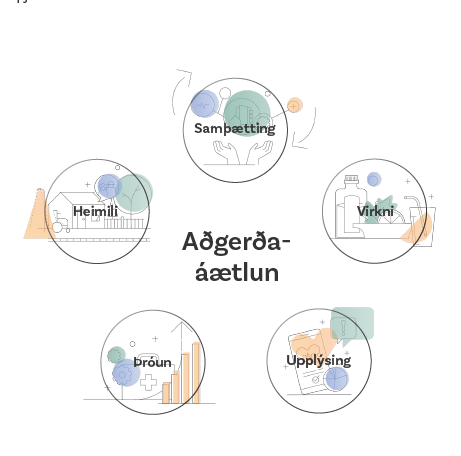 Samþætting
Heimili
Virkni
Aðgerða-
áætlun
Þróun
Upplýsing